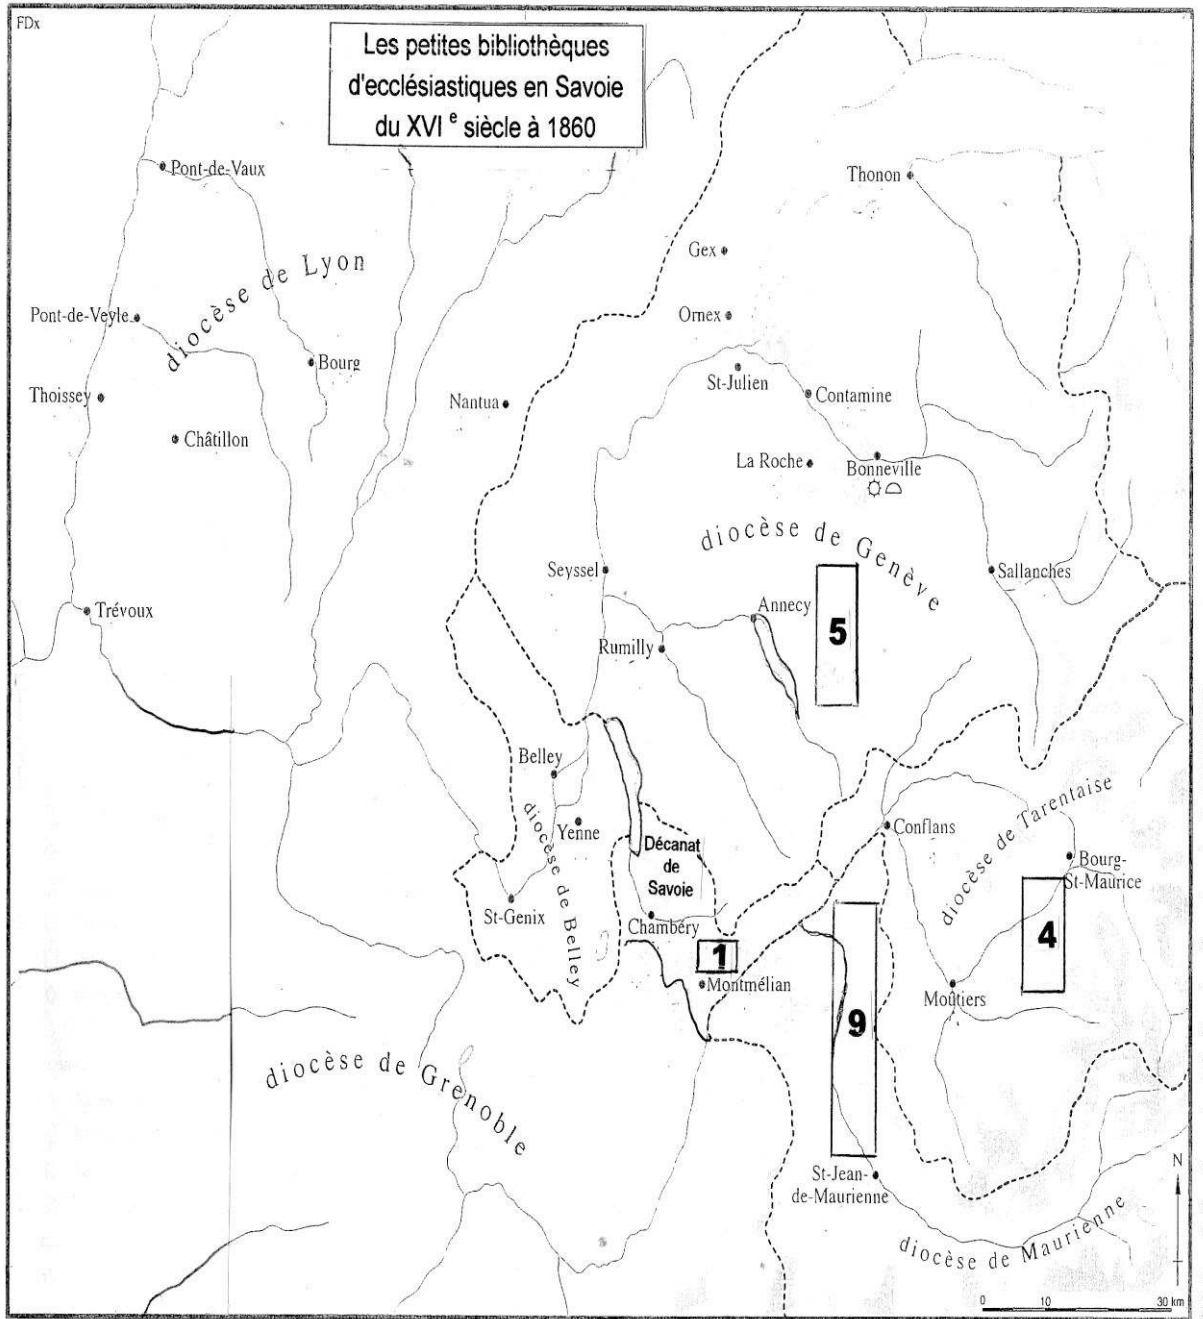 FDx
Les petites bibliothèques
d'ecclésiastiques en Savoie
du XVI e siècle à 1860
Pont-de-Vaux
Thonon
Gex
diocèse de Lyon
Pont-de-Veyle
Ornex
Bourg
St-Julien
Thoissey
Nantua
Contamine
Châtillon
La Roche
Bonneville
diocèse de Genève
Seyssel
Sallanches
Trévoux
Annecy
5
Rumilly
Belley
diocèse de Tarentaise
Yenne
Conflans
Décanat
de
Savoie
Bourg-
St-Maurice
diocèse de Belley
St-Genix
Chambéry
4
1
Montmélian
Moûtiers
9
diocèse de Grenoble
St-Jean-
de-Maurienne
N
diocèse de Maurienne
0 10 30 km